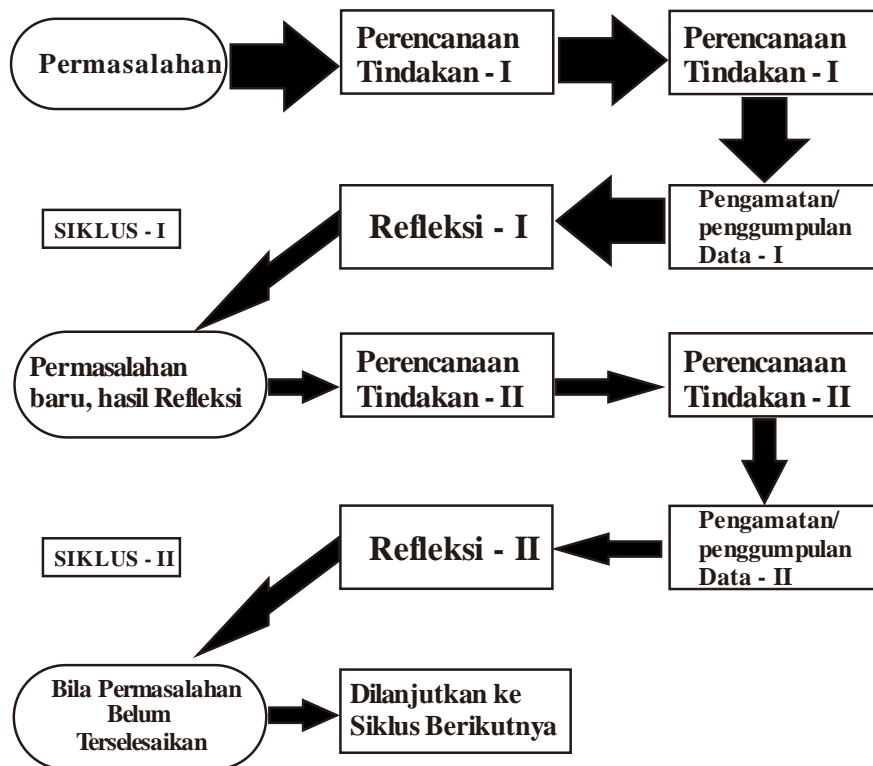 Permasalahan
Perencanaan
Tindakan - I
Perencanaan
Tindakan - I
Pengamatan/
penggumpulan
Data - I
Refleksi - I
SIKLUS - I
Permasalahan
baru, hasil Refleksi
Perencanaan
Tindakan - II
Perencanaan
Tindakan - II
Pengamatan/
penggumpulan
Data - II
Refleksi - II
SIKLUS - II
Bila Permasalahan
Belum
Terselesaikan
Dilanjutkan ke
Siklus Berikutnya